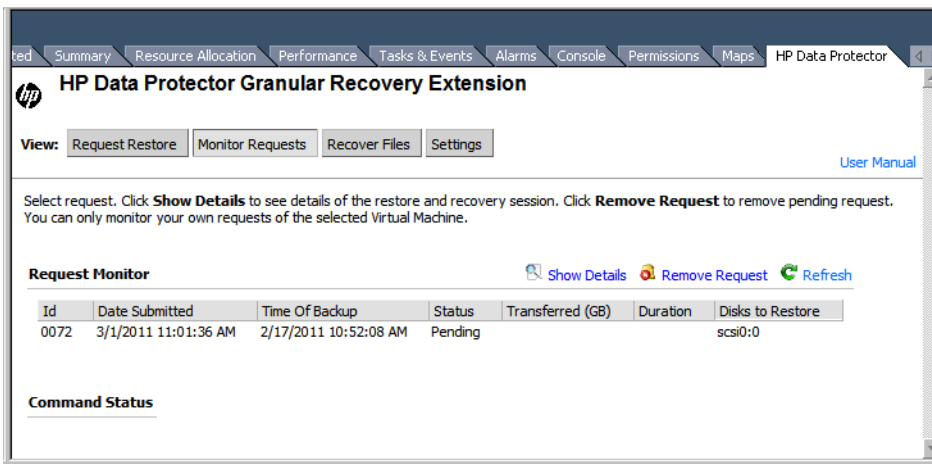 ted Summary Resource Allocation Performance Tasks & Events Alarms Console Permissions Maps HP Data Protector
hp HP Data Protector Granular Recovery Extension
View: Request Restore Monitor Requests Recover Files Settings
User Manual
Select request. Click Show Details to see details of the restore and recovery session. Click Remove Request to remove pending request.
You can only monitor your own requests of the selected Virtual Machine.
Request Monitor Show Details Remove Request Refresh
Id Date Submitted Time Of Backup Status Transferred (GB) Duration Disks to Restore
0072 3/1/2011 11:01:36 AM 2/17/2011 10:52:08 AM Pending scsi0:0
Command Status